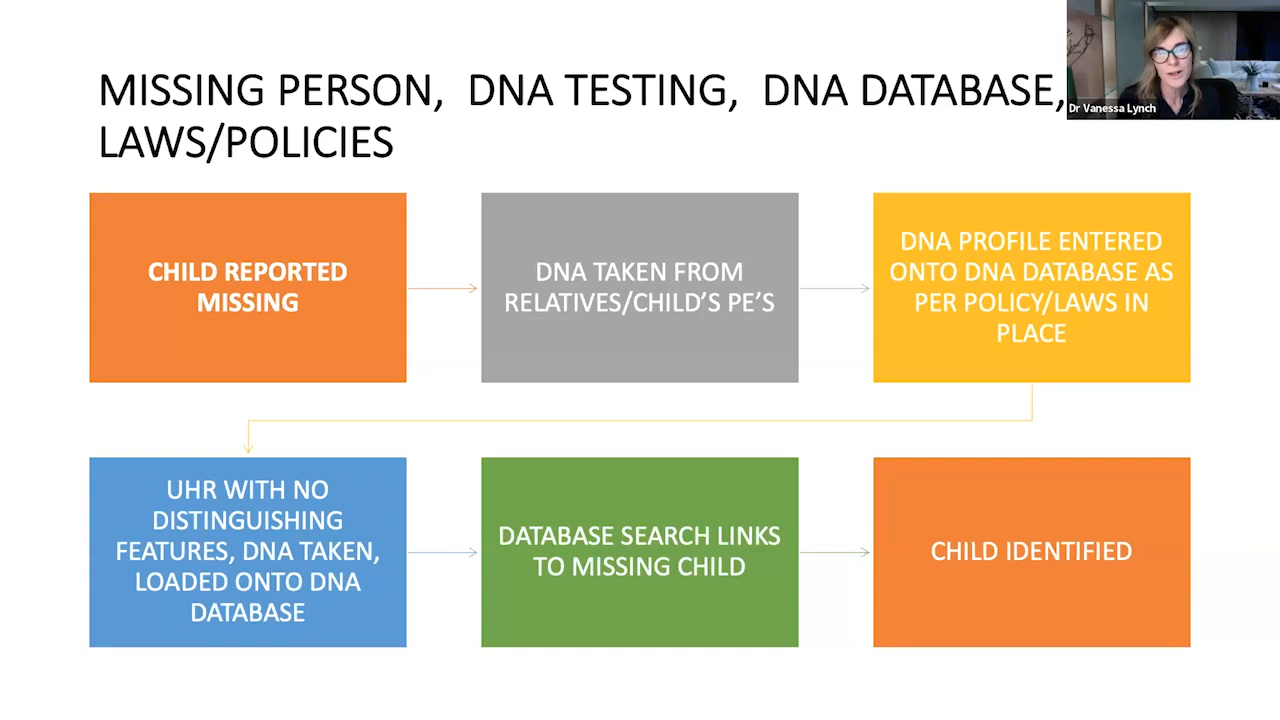 MISSING PERSON, DNA TESTING, DNA DATABASE,
LAWS/POLICIES
Dr Vanessa Lynch
CHILD REPORTED
MISSING
DNA TAKEN FROM
RELATIVES/CHILD’S PE’S
DNA PROFILE ENTERED
ONTO DNA DATABASE AS
PER POLICY/LAWS IN
PLACE
UHR WITH NO
DISTINGUISHING
FEATURES, DNA TAKEN,
LOADED ONTO DNA
DATABASE
DATABASE SEARCH LINKS
TO MISSING CHILD
CHILD IDENTIFIED